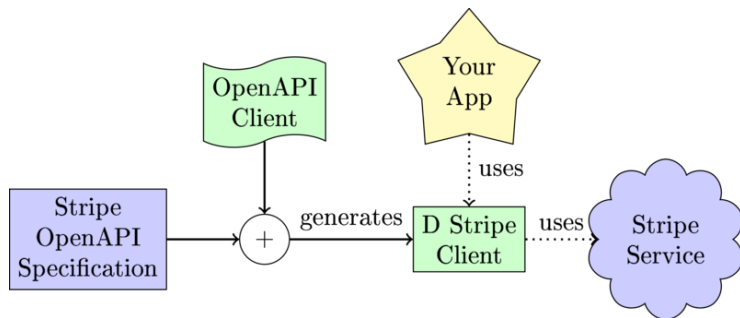 OpenAPI
Client
Your
App
uses
Stripe
OpenAPI
Specification
+
generates
D Stripe
Client
uses
Stripe
Service